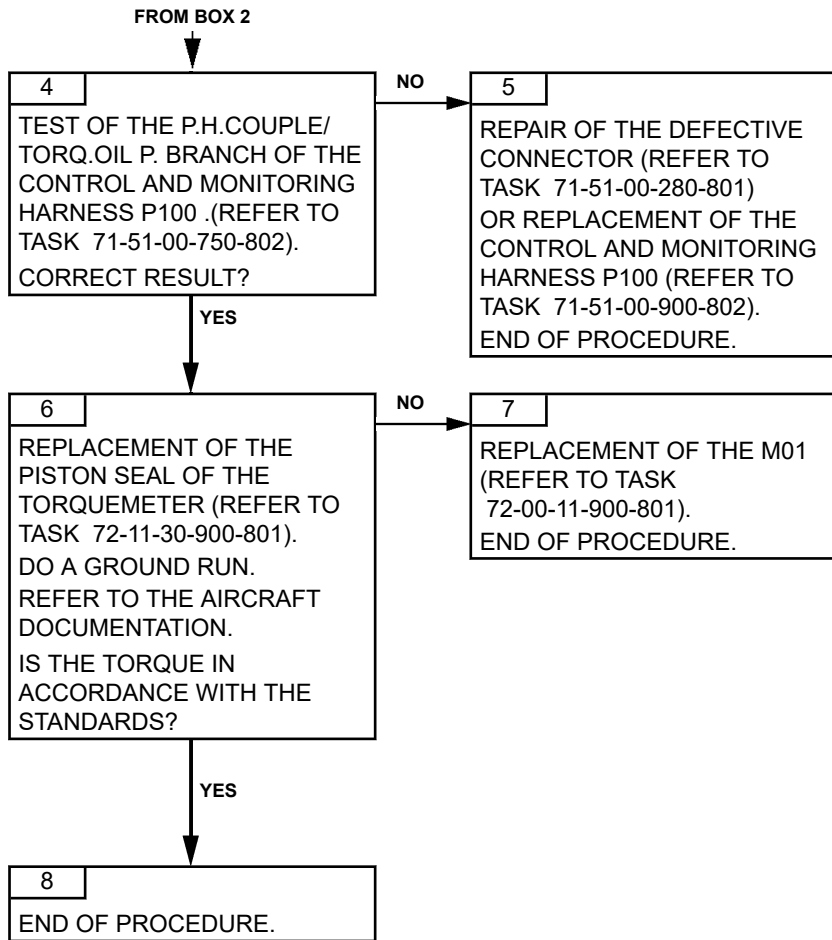 FROM BOX 2
4
TEST OF THE P.H.COUPLE/
TORQ.OIL P. BRANCH OF THE
CONTROL AND MONITORING
HARNESS P100 .(REFER TO
TASK 71-51-00-750-802).
CORRECT RESULT?
NO
5
REPAIR OF THE DEFECTIVE
CONNECTOR (REFER TO
TASK 71-51-00-280-801)
OR REPLACEMENT OF THE
CONTROL AND MONITORING
HARNESS P100 (REFER TO
TASK 71-51-00-900-802).
END OF PROCEDURE.
YES
6
REPLACEMENT OF THE
PISTON SEAL OF THE
TORQUEMETER (REFER TO
TASK 72-11-30-900-801).
DO A GROUND RUN.
REFER TO THE AIRCRAFT
DOCUMENTATION.
IS THE TORQUE IN
ACCORDANCE WITH THE
STANDARDS?
NO
7
REPLACEMENT OF THE M01
(REFER TO TASK
72-00-11-900-801).
END OF PROCEDURE.
YES
8
END OF PROCEDURE.